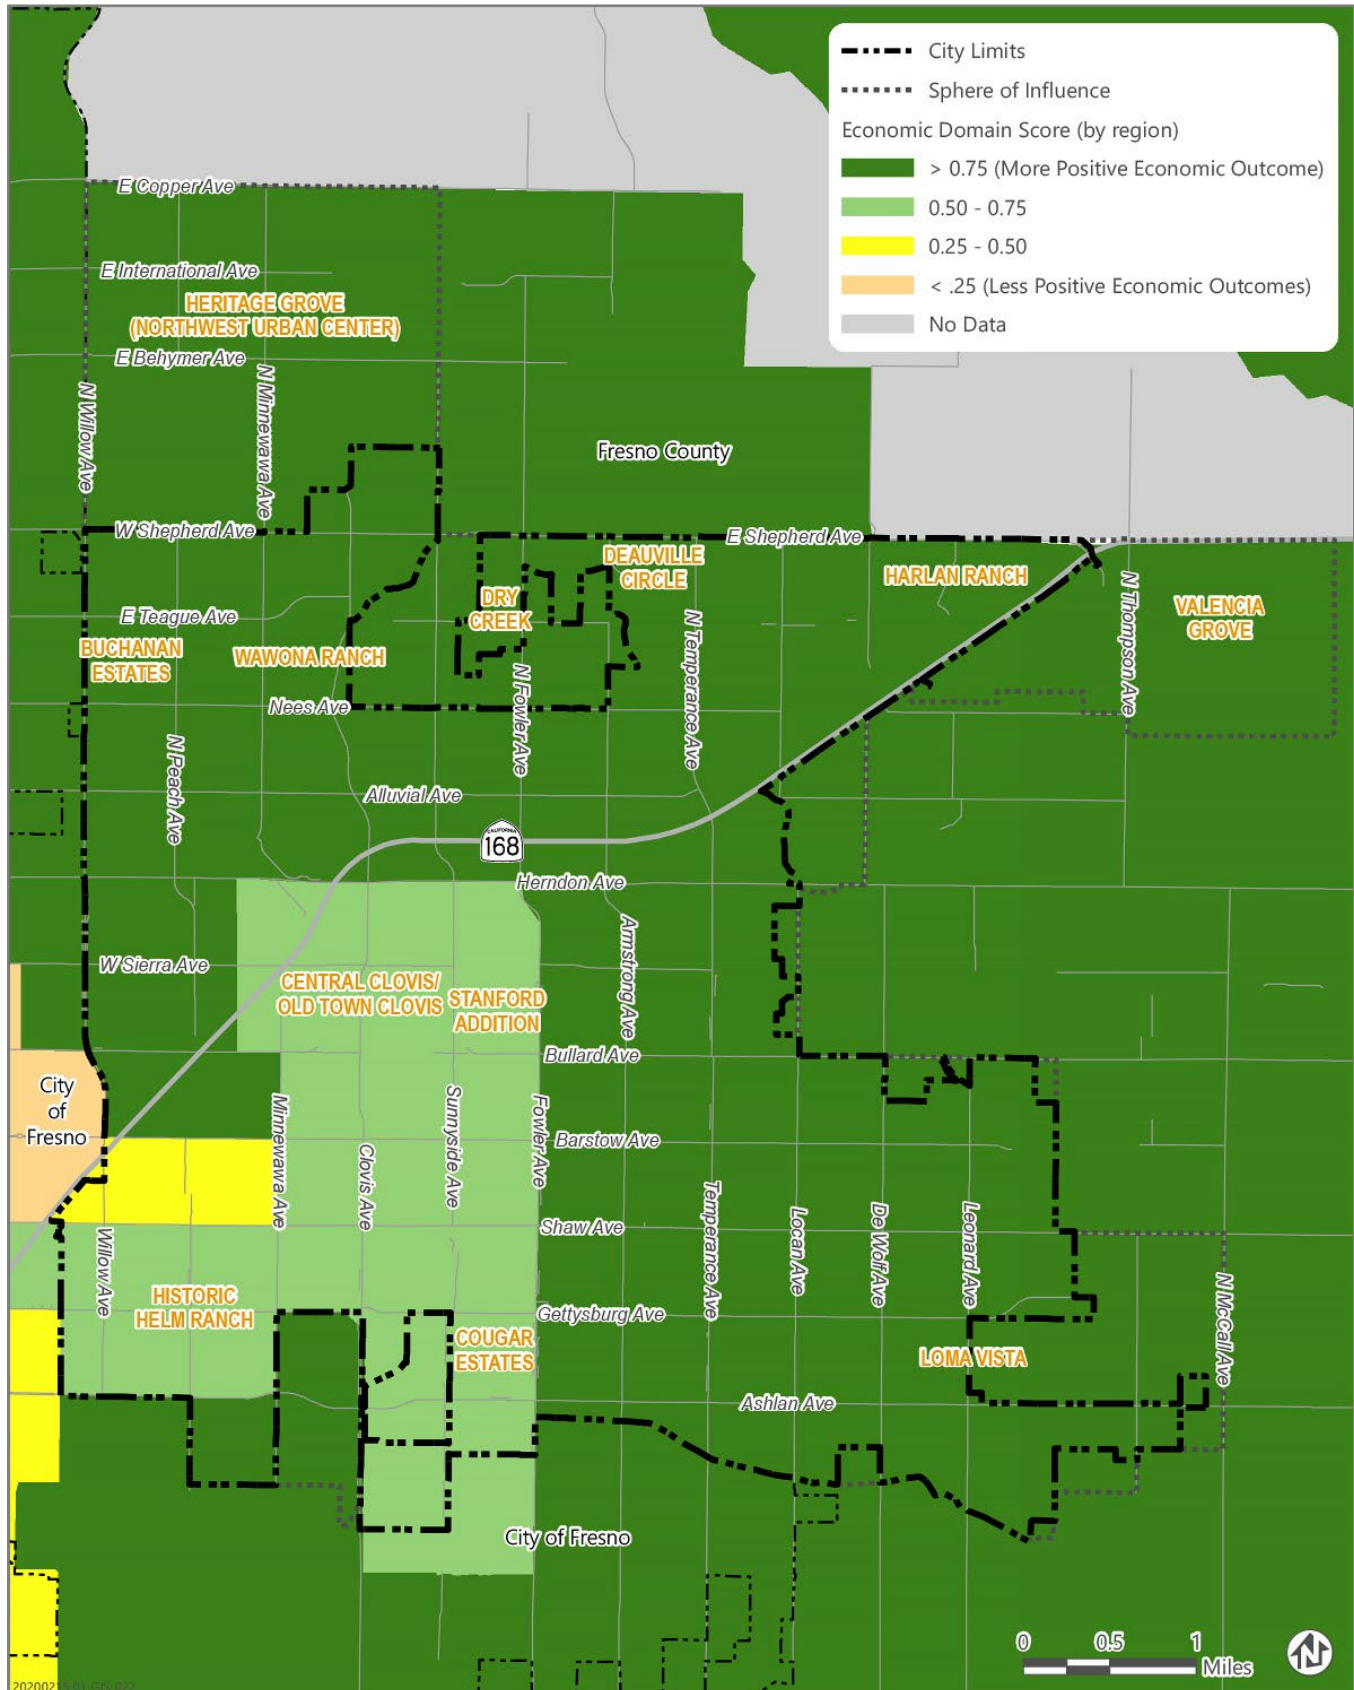 City Limits
Sphere of Influence
Economic Domain Score (by region)
> 0.75 (More Positive Economic Outcome)
0.50 - 0.75
0.25 - 0.50
< .25 (Less Positive Economic Outcomes)
No Data
E Copper Ave
E International Ave
HERITAGE GROVE
(NORTHWEST URBAN CENTER)
E Behymer Ave
N Willow Ave
N Minnewawa Ave
Fresno County
W Shepherd Ave
E Shepherd Ave
DEAUVILLE
CIRCLE
HARLAN RANCH
DRY
CREEK
N Thompson Ave
VALENCIA
GROVE
E Teague Ave
BUCHANAN
ESTATES
WAWONA RANCH
N Temperance Ave
N Fowler Ave
Nees Ave
N Peach Ave
Alluvial Ave
CALIFORNIA
168
Herndon Ave
Armstrong Ave
W Sierra Ave
CENTRAL CLOVIS/
OLD TOWN CLOVIS
STANFORD
ADDITION
Bullard Ave
City
of
Fresno
Minnewawa Ave
Clovis Ave
Sunnyside Ave
Fowler Ave
Barstow Ave
Temperance Ave
Locan Ave
De Wolf Ave
Leonard Ave
Shaw Ave
Willow Ave
HISTORIC
HELM RANCH
Gettysburg Ave
N McCall Ave
COUGAR
ESTATES
LOMA VISTA
Ashlan Ave
City of Fresno
0 0.5 1
Miles
N